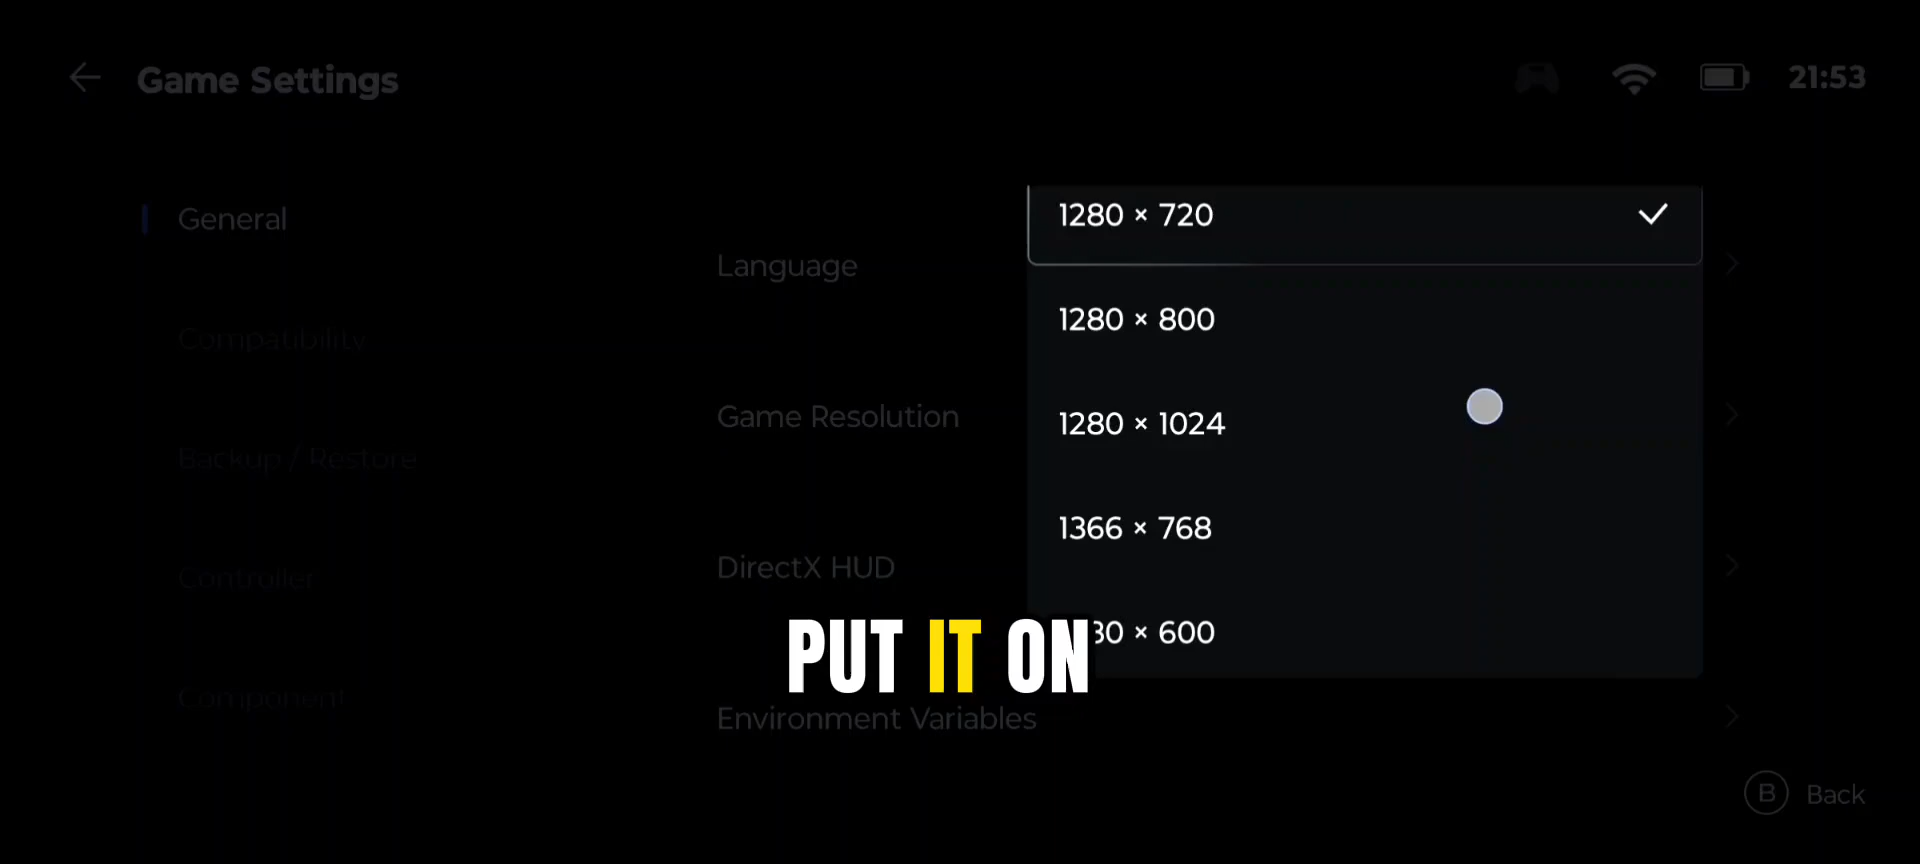 Game Settings
21:53
General
Compatibility
Backup / Restore
Controller
Component
Language
Game Resolution
DirectX HUD
Environment Variables
1280 × 720
1280 × 800
1280 × 1024
1366 × 768
80 × 600
PUT IT ON
B Back